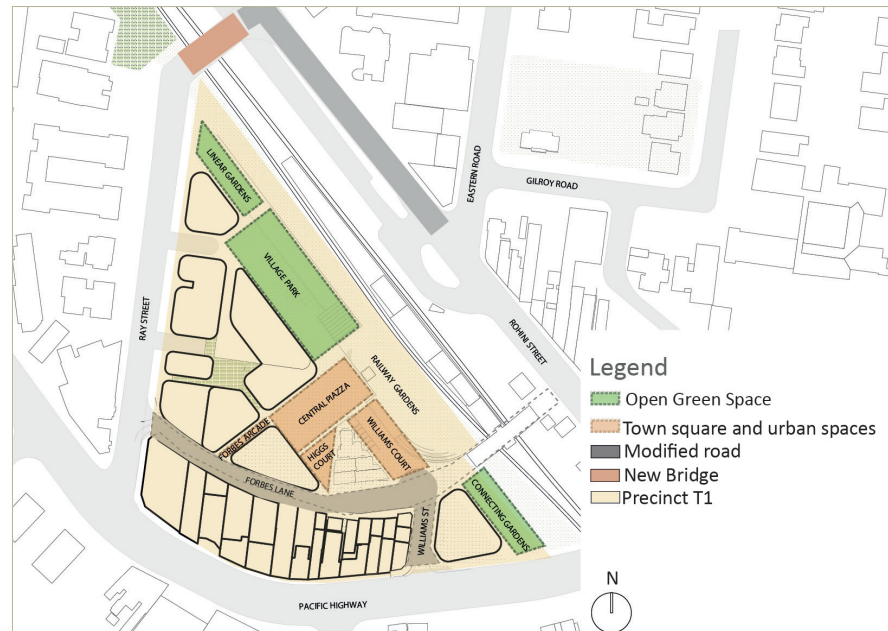 LINEAR GARDENS
VILLAGE PARK
RAY STREET
EASTERN ROAD
GILROY ROAD
ROHINI STREET
RAILWAY GARDENS
CENTRAL PIAZZA
FORBES ARCADE
HIGGS
COURT
WILLIAMS COURT
FORBES LANE
WILLIAMS ST
CONNECTING GARDENS
PACIFIC HIGHWAY
Legend
Open Green Space
Town square and urban spaces
Modified road
New Bridge
Precinct T1
N